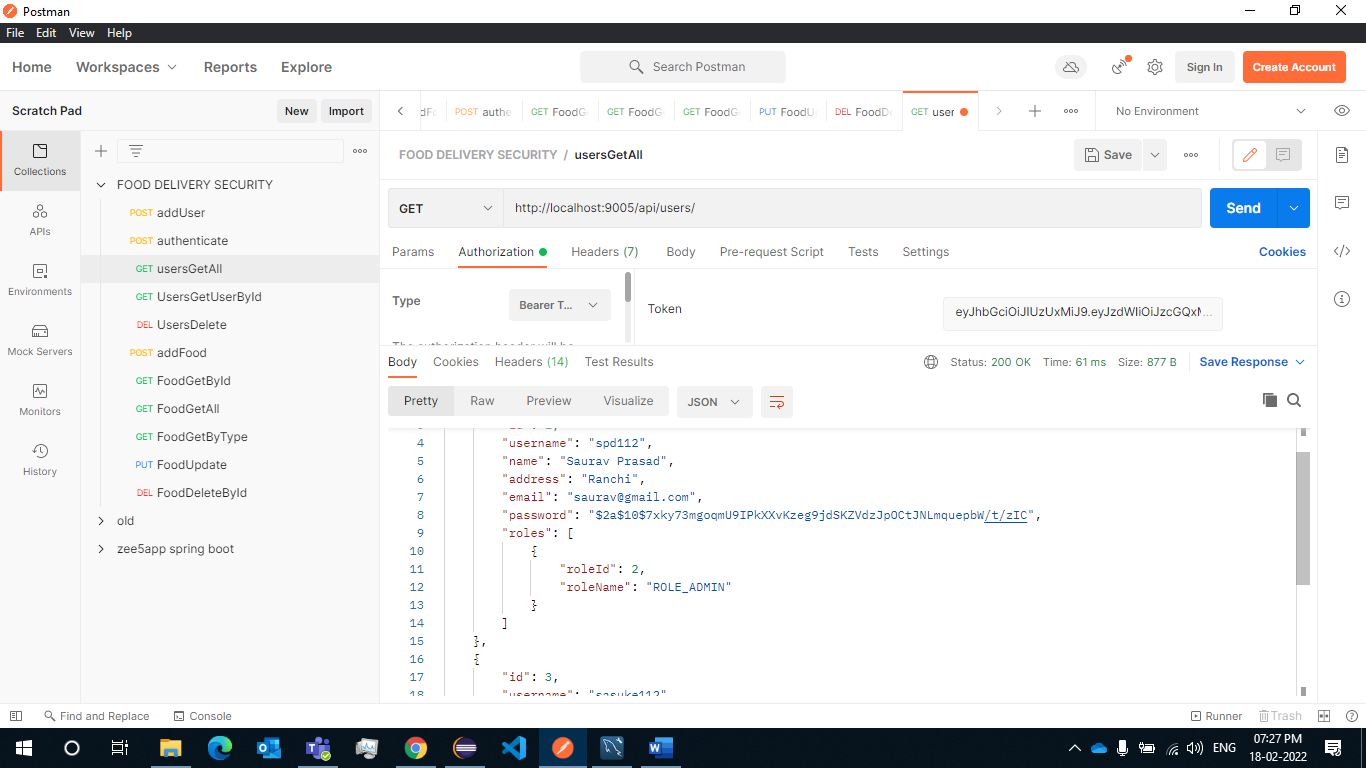 Postman
File Edit View Help
Home Workspaces Reports Explore Search Postman Sign In Create Account
Scratch Pad New Import
POST authe GET FoodG GET FoodG GET FoodG PUT FoodU DEL FoodD GET user No Environment
Collections
APIs
Environments
Mock Servers
Monitors
History
FOOD DELIVERY SECURITY
POST addUser
POST authenticate
GET usersGetAll
GET UsersGetUserById
DEL UsersDelete
POST addFood
GET FoodGetById
GET FoodGetAll
GET FoodGetByType
PUT FoodUpdate
DEL FoodDeleteById
old
zee5app spring boot
FOOD DELIVERY SECURITY / usersGetAll Save
GET http://localhost:9005/api/users/ Send
Params Authorization Headers (7) Body Pre-request Script Tests Settings Cookies
Type Bearer T... Token eyJhbGciOiJIUzUxMiJ9.eyJzdWIiOiJzcGQxM...
The authorization header will be
Body Cookies Headers (14) Test Results Status: 200 OK Time: 61 ms Size: 877 B Save Response
Pretty Raw Preview Visualize JSON
4 "username": "spd112",
5 "name": "Saurav Prasad",
6 "address": "Ranchi",
7 "email": "saurav@gmail.com",
8 "password": "$2a$10$7xky73mgoqmU9IPkXXvKzeg9jdSKZVdzJpOCtJNLmquepbW/t/zIC",
9 "roles": [
10 {
11 "roleId": 2,
12 "roleName": "ROLE_ADMIN"
13 }
14 ]
15 },
16 {
17 "id": 3,
18 "username": "sasuke112"
Find and Replace Console Runner Trash
ENG 07:27 PM
18-02-2022